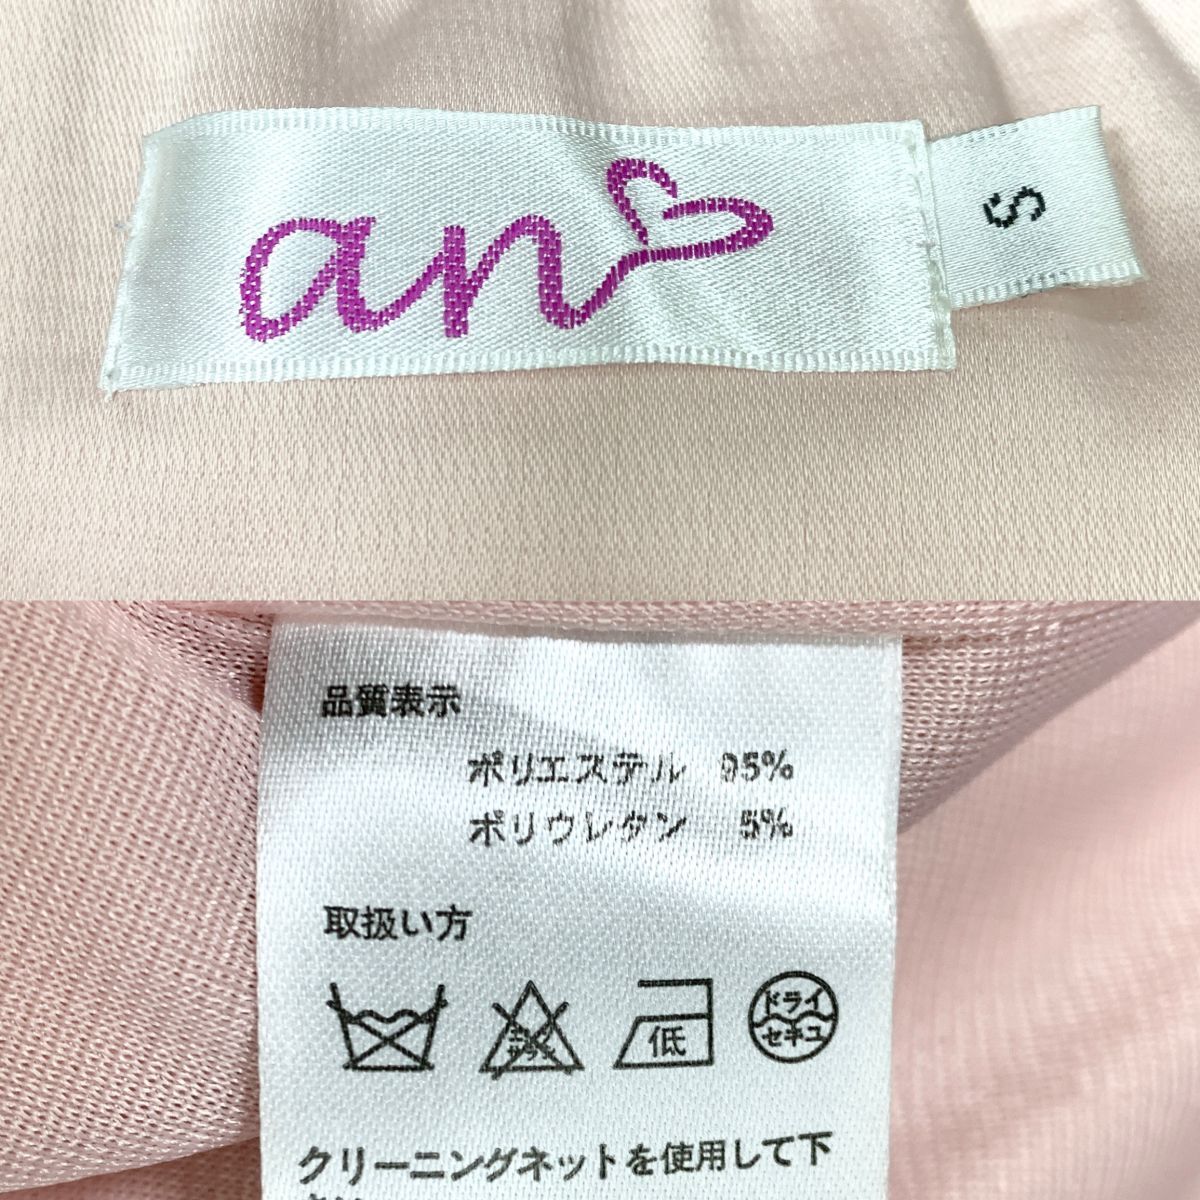 an
S
品質表示
ポリエステル 95%
ポリウレタン 5%
取扱い方
低
ドライ
セキユ
クリーニングネットを使用して下